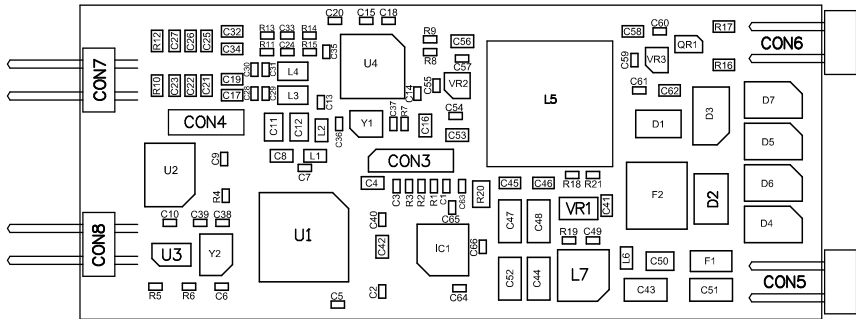 C20 C15 C18
R12 C27 C26 C25 C32 R13 C33 R14 R9 C56 C58 C60 R17
C34 R11 C24 R15 C35 U4 R8 C57 C59 QR1 CON6
CON7 C30 C31 L4 C55 VR2 VR3 R16
R10 C23 C22 C21 C19 C17 C28 C29 L3 C13 C14 L5 C61 C62 D3 D7
CON4 C11 C12 L2 C36 Y1 C37 R7 C16 C54 C53 D1 D5
U2 C9 C8 L1 C7 CON3
R4 C4 C3 R3 R2 R1 C1 C63 R20 C45 C46 R18 R21 F2 D2 D6
C10 C39 C38 U1 C40 C65 C47 C48 VR1 C41 D4
CON8 U3 Y2 C42 IC1 C66 R19 C49
L6 C50 F1
R5 R6 C6 C5 C2 C64 C52 C44 L7 C43 C51 CON5